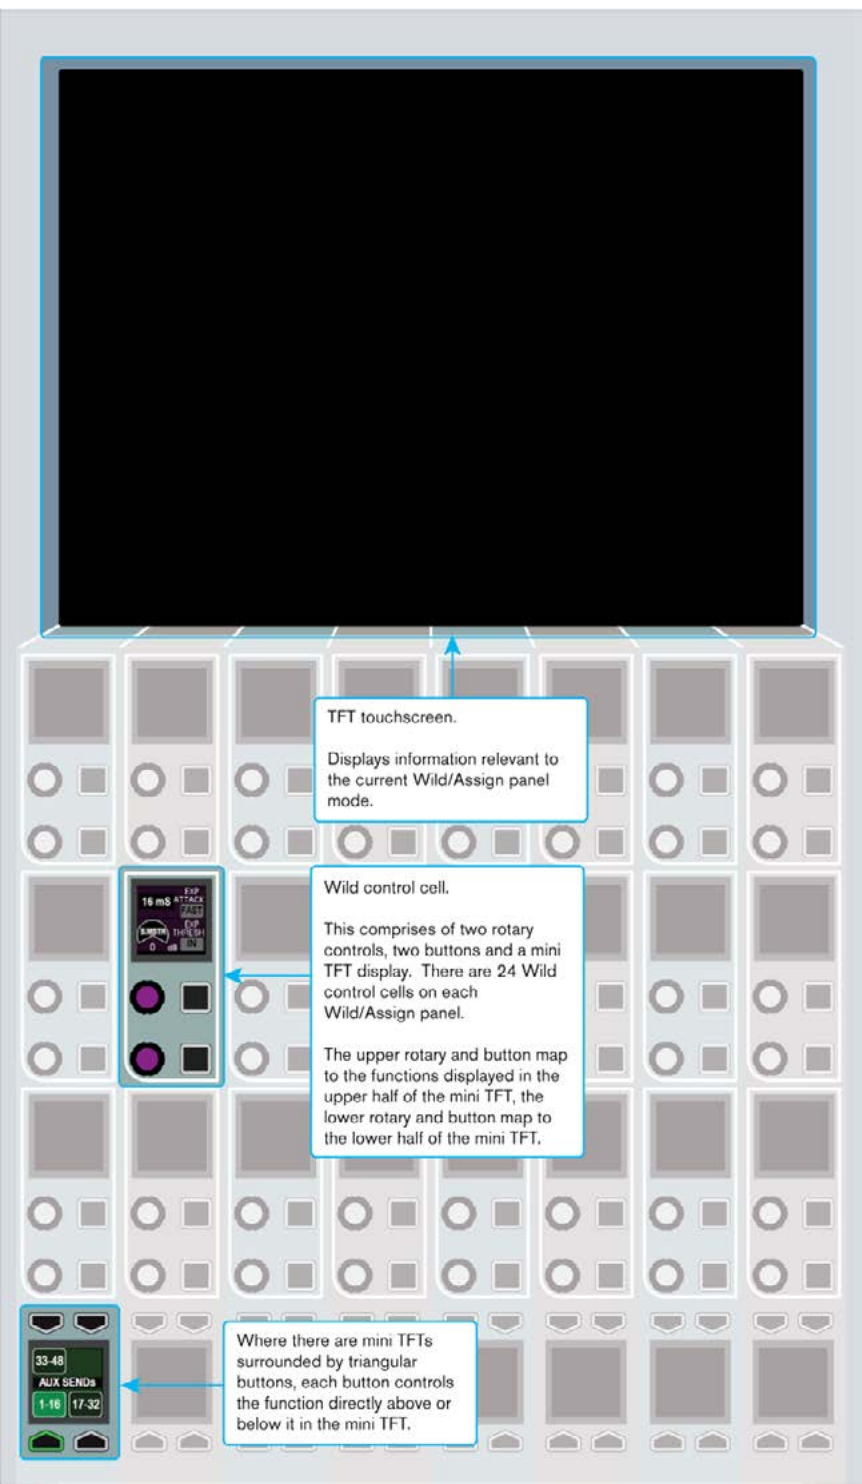 TFT touchscreen.
Displays information relevant to
the current Wild/Assign panel
mode.
16 mS
EXP
ATTACK
FAST
EXP
THRESH
0 dB
IN
Wild control cell.
This comprises of two rotary
controls, two buttons and a mini
TFT display.  There are 24 Wild
control cells on each
Wild/Assign panel.
The upper rotary and button map
to the functions displayed in the
upper half of the mini TFT, the
lower rotary and button map to
the lower half of the mini TFT.
33-48
AUX SENDs
1-16 17-32
Where there are mini TFTs
surrounded by triangular
buttons, each button controls
the function directly above or
below it in the mini TFT.